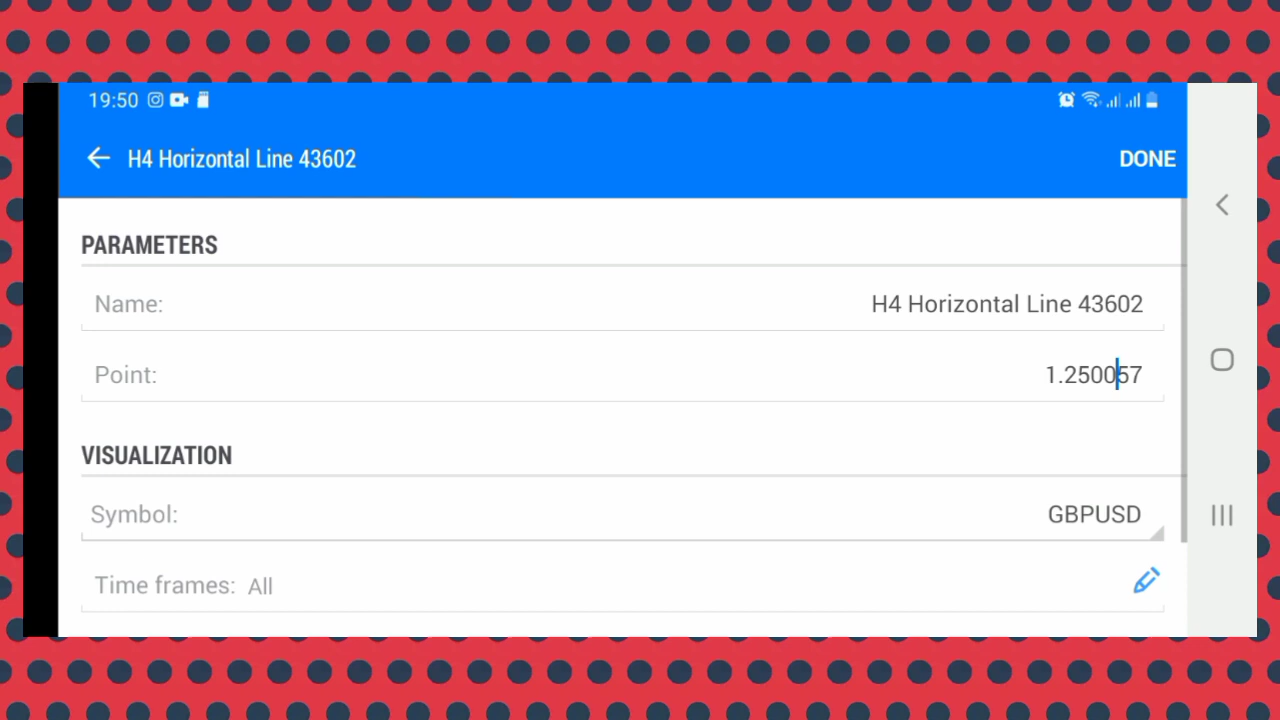 19:50
H4 Horizontal Line 43602
DONE
PARAMETERS
Name: H4 Horizontal Line 43602
Point: 1.250057
VISUALIZATION
Symbol: GBPUSD
Time frames: All